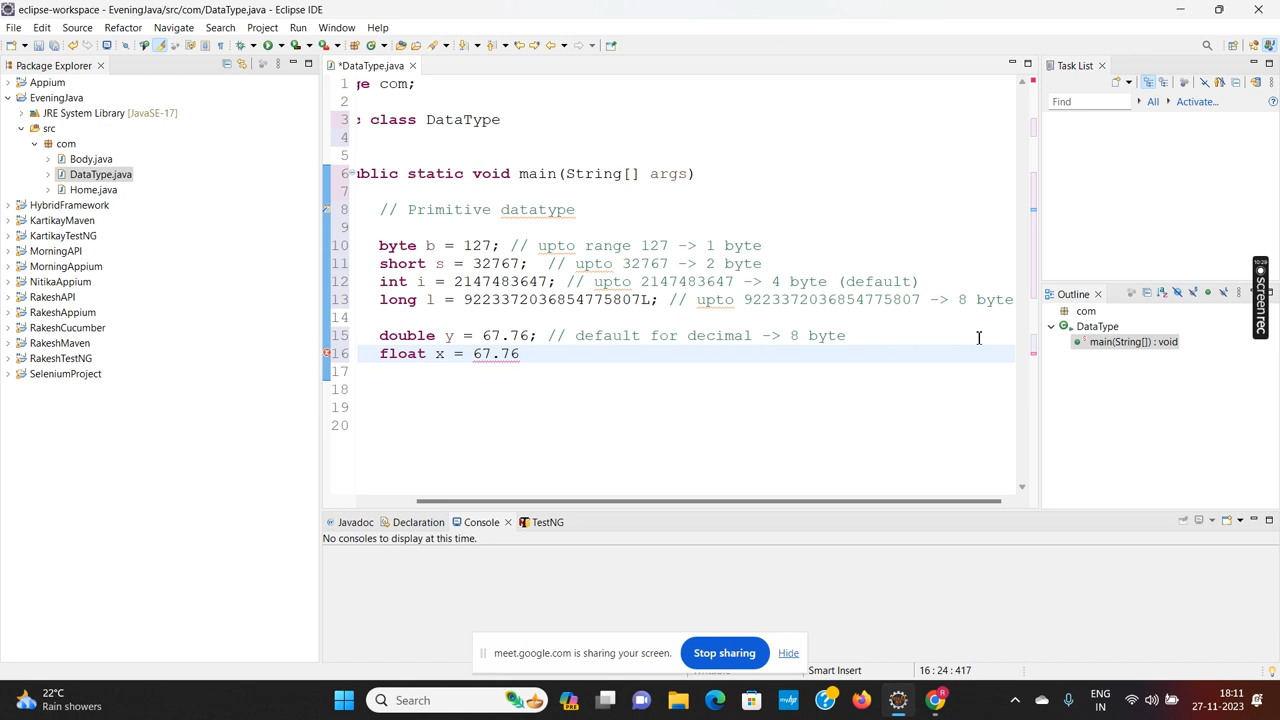 eclipse-workspace - EveningJava/src/com/DataType.java - Eclipse IDE
File Edit Source Refactor Navigate Search Project Run Window Help
Package Explorer
Appium
EveningJava
JRE System Library [JavaSE-17]
src
com
Body.java
DataType.java
Home.java
HybridFramework
KartikayMaven
KartikayTestNG
MorningAPI
MorningAppium
NitikaAppium
RakeshAPI
RakeshAppium
RakeshCucumber
RakeshMaven
RakeshTestNG
SeleniumProject
*DataType.java
1 ge com;
2
3 c class DataType
4
5
6 ublic static void main(String[] args)
7
8 // Primitive datatype
9
10 byte b = 127; // upto range 127 -> 1 byte
11 short s = 32767; // upto 32767 -> 2 byte
12 int i = 2147483647; // upto 2147483647 -> 4 byte (default)
13 long l = 9223372036854775807L; // upto 9223372036854775807 -> 8 byte
14
15 double y = 67.76; // default for decimal -> 8 byte
16 float x = 67.76
17
18
19
20
Task List
Find All Activate...
Outline
com
DataType
main(String[]) : void
10:28
screenrec
Javadoc Declaration Console TestNG
No consoles to display at this time.
meet.google.com is sharing your screen. Stop sharing Hide
Writable Smart Insert 16 : 24 : 417
22°C
Rain showers
Search
PRE
ENG
IN
18:11
27-11-2023